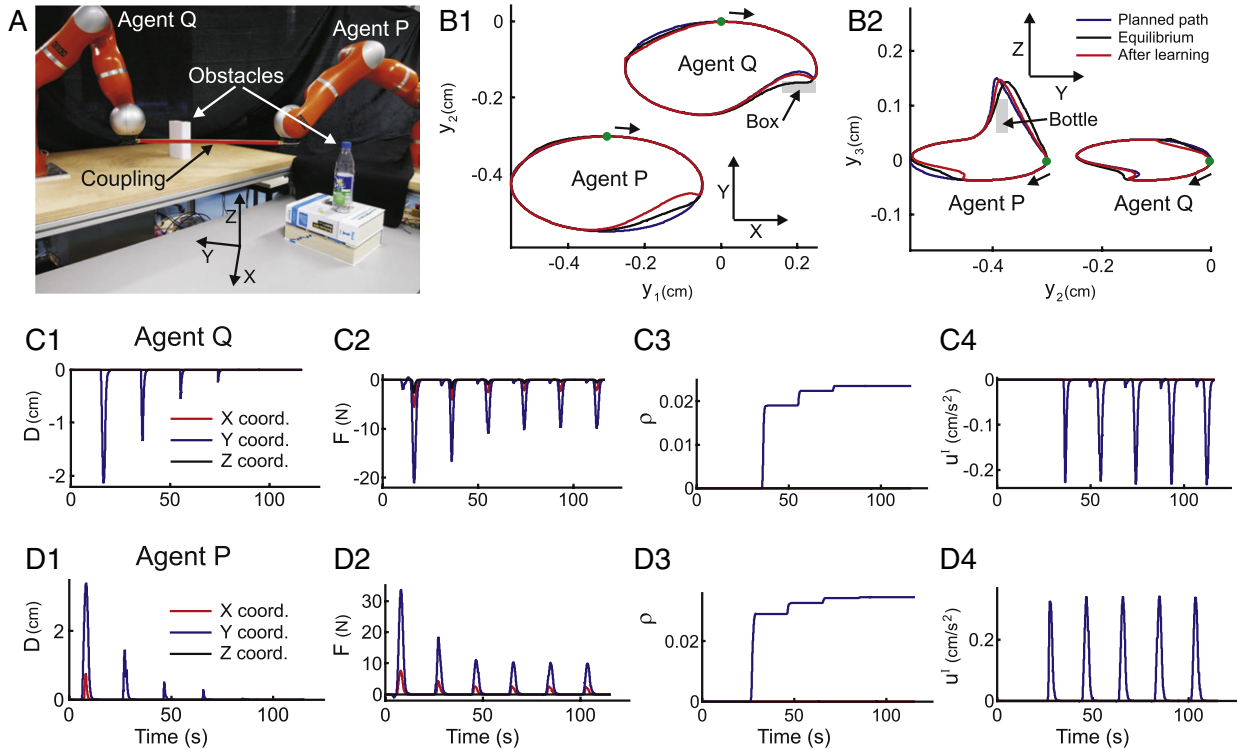 A
Agent Q
Agent P
Obstacles
Coupling
Z
Y
X
B1
0
-0.2
-0.4
y2(cm)
Agent Q
Box
Agent P
Y
X
-0.4
-0.2
0
0.2
y1(cm)
B2
Planned path
Equilibrium
After learning
0.2
0.1
0
-0.1
y3(cm)
Z
Y
Bottle
Agent P
Agent Q
-0.4
-0.2
0
y2(cm)
C1
Agent Q
0
-1
-2
D (cm)
X coord.
Y coord.
Z coord.
0
50
100
C2
0
-10
-20
F (N)
0
50
100
C3
0.02
0.01
0
ρ
0
50
100
C4
0
-0.1
-0.2
uI (cm/s2)
0
50
100
D1
Agent P
2
0
D (cm)
X coord.
Y coord.
Z coord.
0
50
100
Time (s)
D2
30
20
10
0
F (N)
0
50
100
Time (s)
D3
0.02
0
ρ
0
50
100
Time (s)
D4
0.2
0
uI (cm/s2)
0
50
100
Time (s)